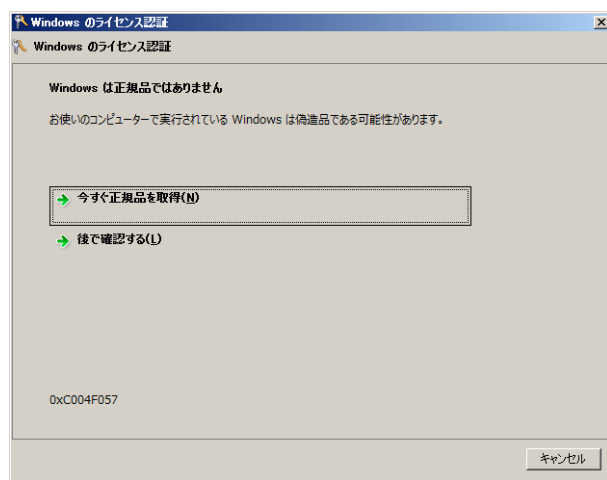 Windows のライセンス認証
Windows のライセンス認証
Windows は正規品ではありません
お使いのコンピューターで実行されている Windows は偽造品である可能性があります。
今すぐ正規品を取得(N)
後で確認する(L)
0xC004F057
キャンセル